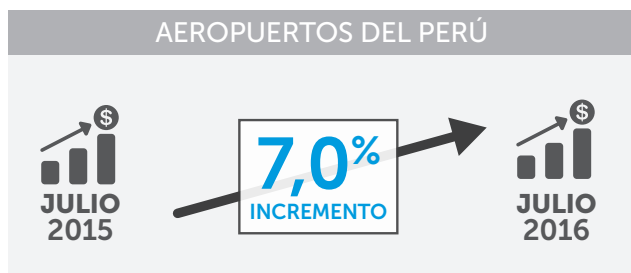 AEROPUERTOS DEL PERÚ
$
JULIO
2015
7,0%
INCREMENTO
$
JULIO
2016